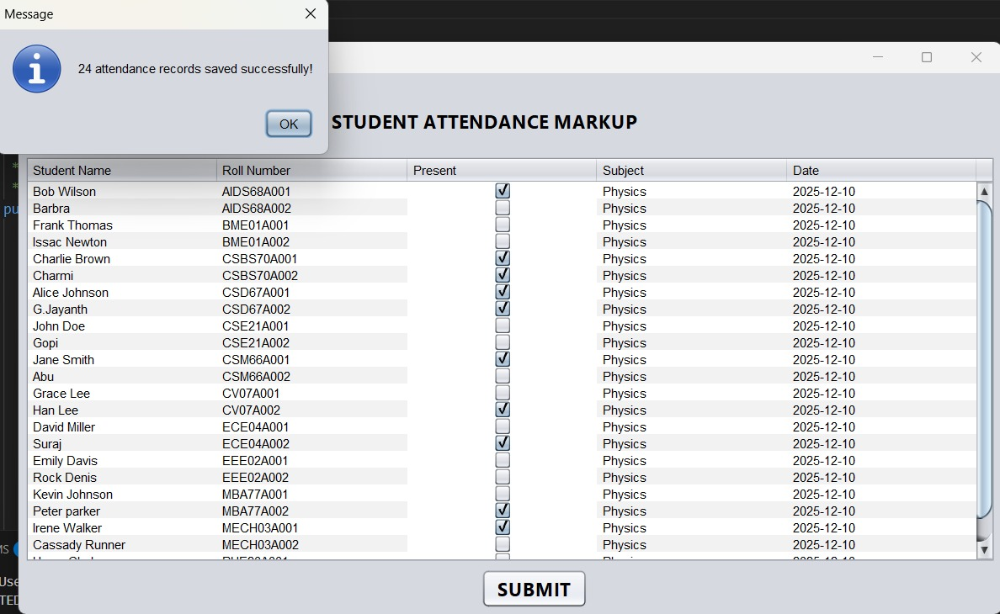 Message
24 attendance records saved successfully!
OK
STUDENT ATTENDANCE MARKUP
Student Name Roll Number Present Subject Date
Bob Wilson AIDS68A001 Physics 2025-12-10
Barbra AIDS68A002 Physics 2025-12-10
Frank Thomas BME01A001 Physics 2025-12-10
Issac Newton BME01A002 Physics 2025-12-10
Charlie Brown CSBS70A001 Physics 2025-12-10
Charmi CSBS70A002 Physics 2025-12-10
Alice Johnson CSD67A001 Physics 2025-12-10
G.Jayanth CSD67A002 Physics 2025-12-10
John Doe CSE21A001 Physics 2025-12-10
Gopi CSE21A002 Physics 2025-12-10
Jane Smith CSM66A001 Physics 2025-12-10
Abu CSM66A002 Physics 2025-12-10
Grace Lee CV07A001 Physics 2025-12-10
Han Lee CV07A002 Physics 2025-12-10
David Miller ECE04A001 Physics 2025-12-10
Suraj ECE04A002 Physics 2025-12-10
Emily Davis EEE02A001 Physics 2025-12-10
Rock Denis EEE02A002 Physics 2025-12-10
Kevin Johnson MBA77A001 Physics 2025-12-10
Peter parker MBA77A002 Physics 2025-12-10
Irene Walker MECH03A001 Physics 2025-12-10
Cassady Runner MECH03A002 Physics 2025-12-10
SUBMIT
*
*
pu
MS
Use
TED